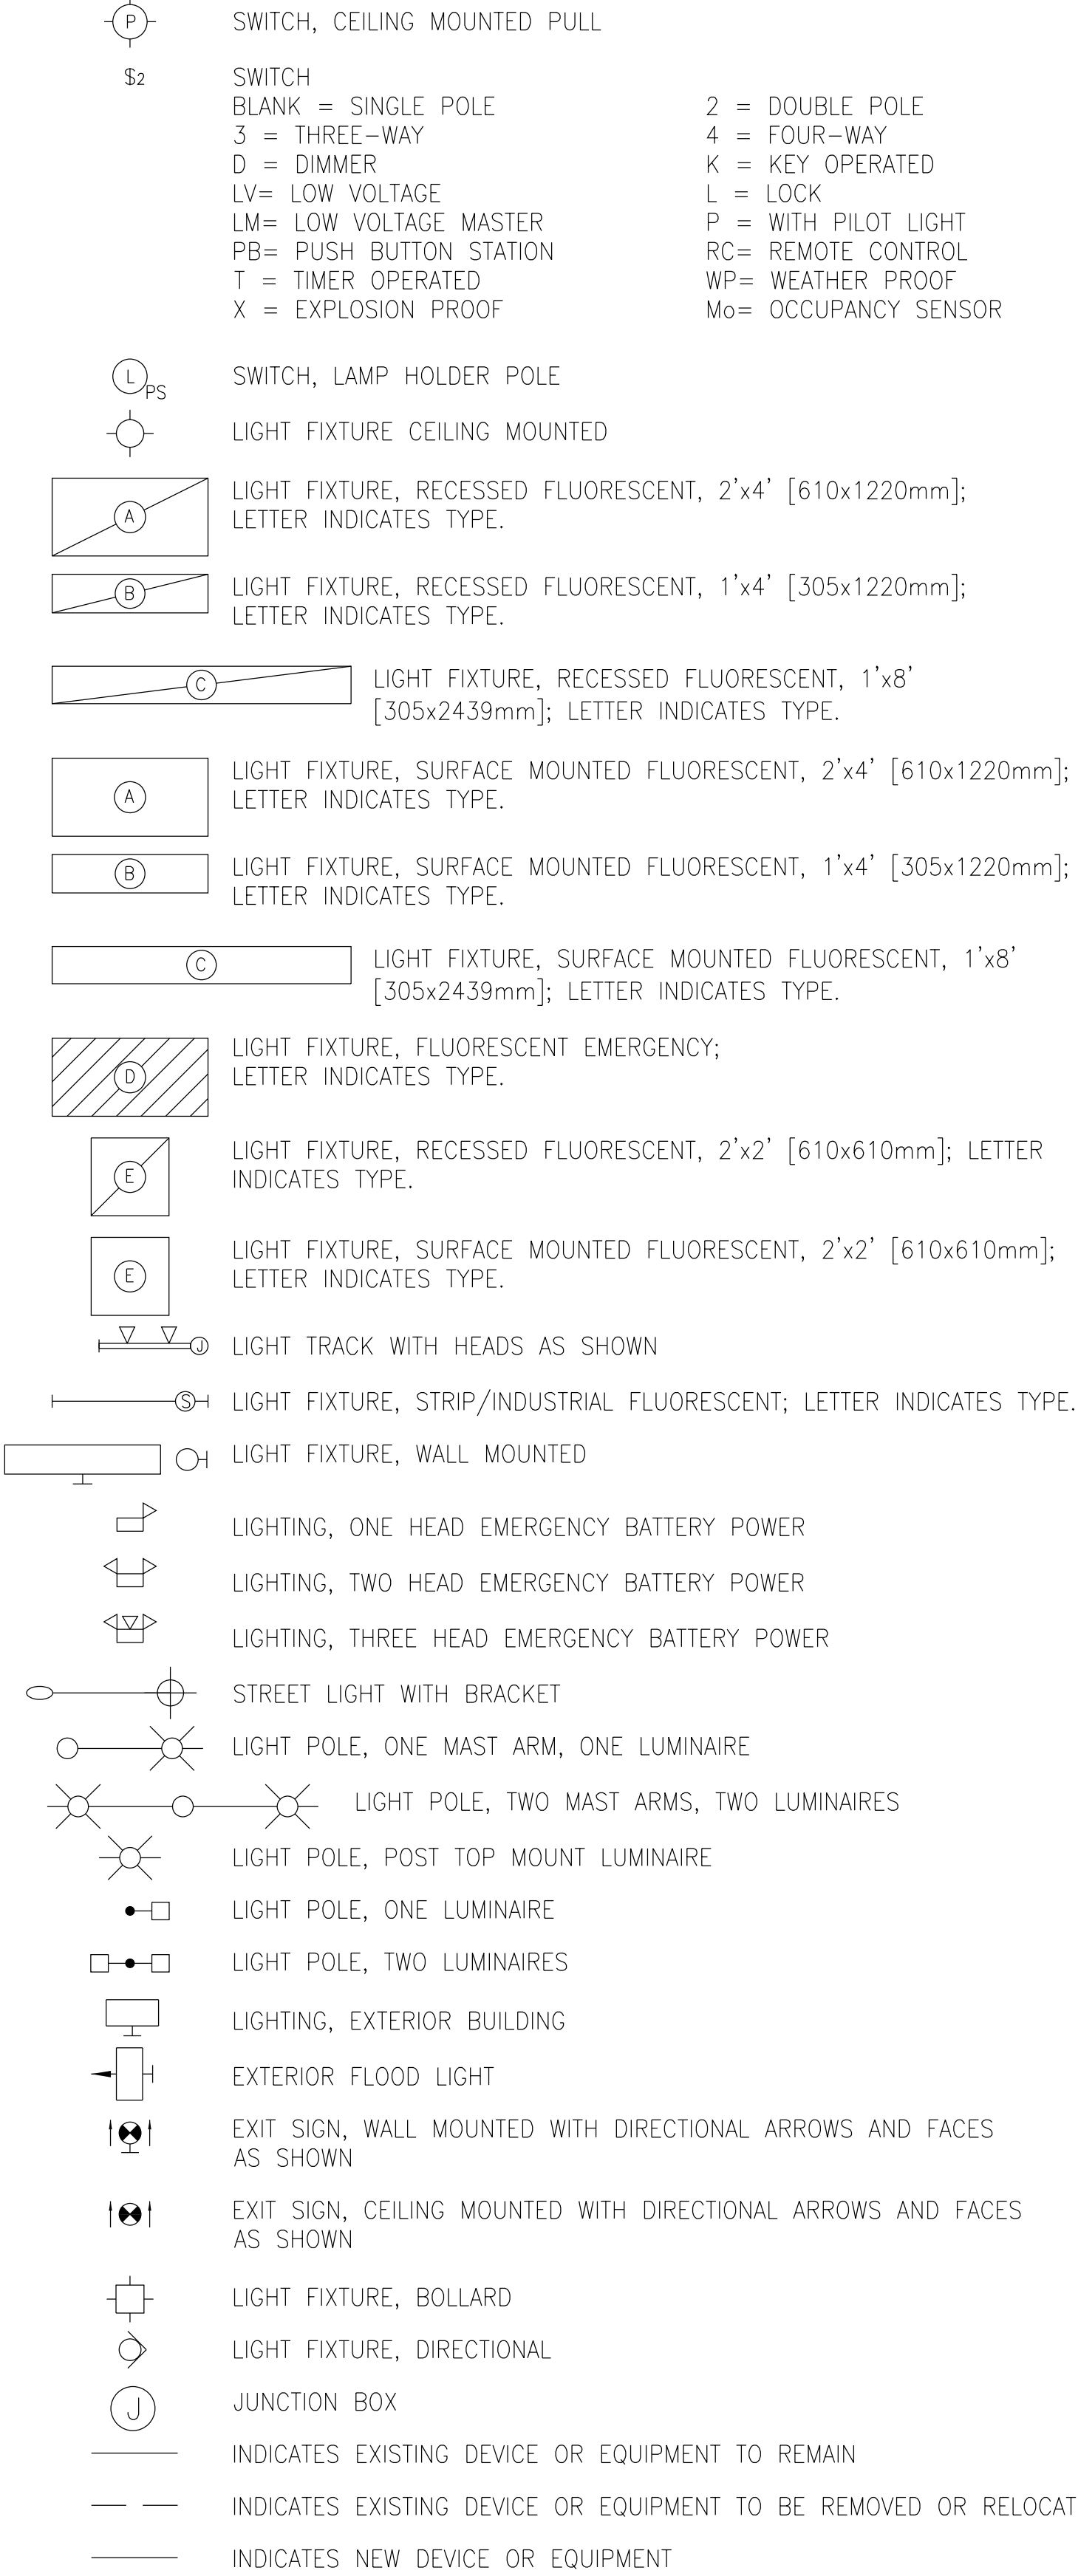 P SWITCH, CEILING MOUNTED PULL
$2 SWITCH
BLANK = SINGLE POLE 2 = DOUBLE POLE
3 = THREE-WAY 4 = FOUR-WAY
D = DIMMER K = KEY OPERATED
LV= LOW VOLTAGE L = LOCK
LM= LOW VOLTAGE MASTER P = WITH PILOT LIGHT
PB= PUSH BUTTON STATION RC= REMOTE CONTROL
T = TIMER OPERATED WP= WEATHER PROOF
X = EXPLOSION PROOF Mo= OCCUPANCY SENSOR
L PS SWITCH, LAMP HOLDER POLE
LIGHT FIXTURE CEILING MOUNTED
A LIGHT FIXTURE, RECESSED FLUORESCENT, 2'x4' [610x1220mm];
LETTER INDICATES TYPE.
B LIGHT FIXTURE, RECESSED FLUORESCENT, 1'x4' [305x1220mm];
LETTER INDICATES TYPE.
C LIGHT FIXTURE, RECESSED FLUORESCENT, 1'x8'
[305x2439mm]; LETTER INDICATES TYPE.
A LIGHT FIXTURE, SURFACE MOUNTED FLUORESCENT, 2'x4' [610x1220mm];
LETTER INDICATES TYPE.
B LIGHT FIXTURE, SURFACE MOUNTED FLUORESCENT, 1'x4' [305x1220mm];
LETTER INDICATES TYPE.
C LIGHT FIXTURE, SURFACE MOUNTED FLUORESCENT, 1'x8'
[305x2439mm]; LETTER INDICATES TYPE.
D LIGHT FIXTURE, FLUORESCENT EMERGENCY;
LETTER INDICATES TYPE.
E LIGHT FIXTURE, RECESSED FLUORESCENT, 2'x2' [610x610mm]; LETTER
INDICATES TYPE.
E LIGHT FIXTURE, SURFACE MOUNTED FLUORESCENT, 2'x2' [610x610mm];
LETTER INDICATES TYPE.
J LIGHT TRACK WITH HEADS AS SHOWN
S LIGHT FIXTURE, STRIP/INDUSTRIAL FLUORESCENT; LETTER INDICATES TYPE.
LIGHT FIXTURE, WALL MOUNTED
LIGHTING, ONE HEAD EMERGENCY BATTERY POWER
LIGHTING, TWO HEAD EMERGENCY BATTERY POWER
LIGHTING, THREE HEAD EMERGENCY BATTERY POWER
STREET LIGHT WITH BRACKET
LIGHT POLE, ONE MAST ARM, ONE LUMINAIRE
LIGHT POLE, TWO MAST ARMS, TWO LUMINAIRES
LIGHT POLE, POST TOP MOUNT LUMINAIRE
LIGHT POLE, ONE LUMINAIRE
LIGHT POLE, TWO LUMINAIRES
LIGHTING, EXTERIOR BUILDING
EXTERIOR FLOOD LIGHT
EXIT SIGN, WALL MOUNTED WITH DIRECTIONAL ARROWS AND FACES
AS SHOWN
EXIT SIGN, CEILING MOUNTED WITH DIRECTIONAL ARROWS AND FACES
AS SHOWN
LIGHT FIXTURE, BOLLARD
LIGHT FIXTURE, DIRECTIONAL
J JUNCTION BOX
INDICATES EXISTING DEVICE OR EQUIPMENT TO REMAIN
INDICATES EXISTING DEVICE OR EQUIPMENT TO BE REMOVED OR RELOCAT
INDICATES NEW DEVICE OR EQUIPMENT